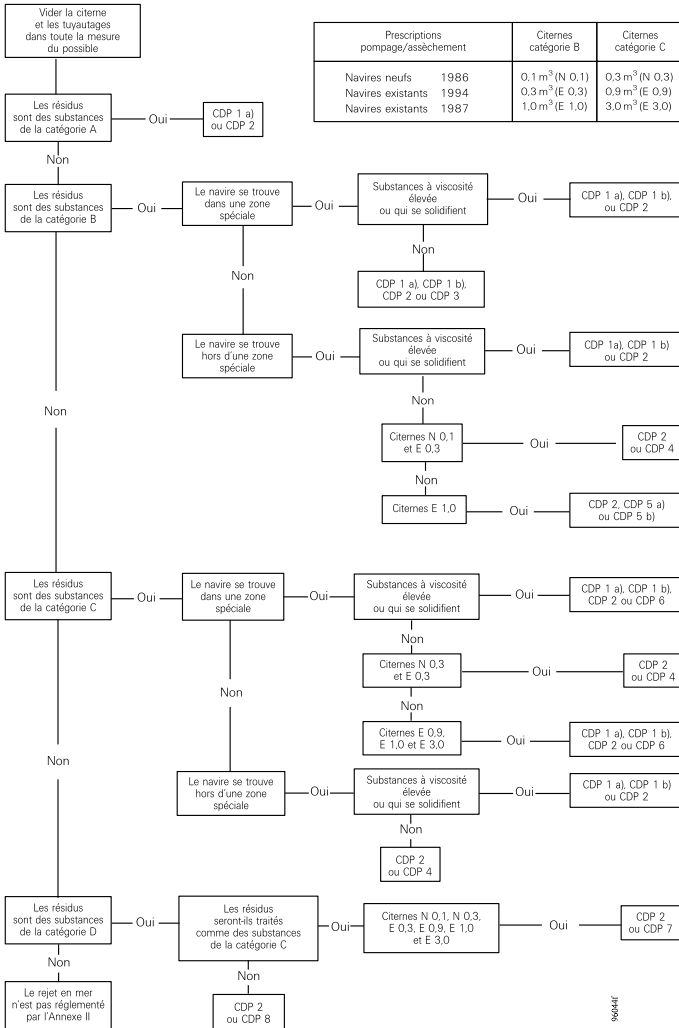 Vider la citerne
et les tuyautages
dans toute la mesure
du possible
Prescriptions
pompage/assèchement
Citernes
catégorie B
Citernes
catégorie C
Navires neufs 1986 0,1 m³ (N 0,1) 0,3 m³ (N 0,3)
Navires existants 1994 0,3 m³ (E 0,3) 0,9 m³ (E 0,9)
Navires existants 1987 1,0 m³ (E 1,0) 3,0 m³ (E 3,0)
Les résidus
sont des substances
de la catégorie A
Oui
CDP 1 a)
ou CDP 2
Non
Les résidus
sont des substances
de la catégorie B
Oui
Le navire se trouve
dans une zone
spéciale
Oui
Substances à viscosité
élevée
ou qui se solidifient
Oui
CDP 1 a), CDP 1 b),
ou CDP 2
Non
CDP 1 a), CDP 1 b),
CDP 2 ou CDP 3
Non
Le navire se trouve
hors d'une zone
spéciale
Oui
Substances à viscosité
élevée
ou qui se solidifient
Oui
CDP 1a), CDP 1 b)
ou CDP 2
Non
Citernes N 0,1
et E 0,3
Oui
CDP 2
ou CDP 4
Non
Citernes E 1,0
Oui
CDP 2, CDP 5 a)
ou CDP 5 b)
Non
Les résidus
sont des substances
de la catégorie C
Oui
Le navire se trouve
dans une zone
spéciale
Oui
Substances à viscosité
élevée
ou qui se solidifient
Oui
CDP 1 a), CDP 1 b),
CDP 2 ou CDP 6
Non
Citernes N 0,3
et E 0,3
Oui
CDP 2
ou CDP 4
Non
Citernes E 0,9,
E 1,0 et E 3,0
Oui
CDP 1 a), CDP 1 b),
CDP 2 ou CDP 6
Non
Le navire se trouve
hors d'une zone
spéciale
Oui
Substances à viscosité
élevée
ou qui se solidifient
Oui
CDP 1 a), CDP 1 b)
ou CDP 2
Non
CDP 2
ou CDP 4
Non
Les résidus
sont des substances
de la catégorie D
Oui
Les résidus
seront-ils traités
comme des substances
de la catégorie C
Oui
Citernes N 0,1, N 0,3,
E 0,3, E 0,9, E 1,0
et E 3,0
Oui
CDP 2
ou CDP 7
Non
Le rejet en mer
n'est pas réglementé
par l'Annexe II
Non
CDP 2
ou CDP 8
96044f